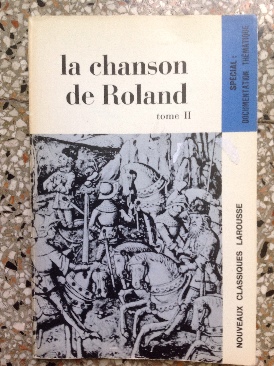 la chanson
de Roland
tome II
SPÉCIAL :
DOCUMENTATION THÉMATIQUE
NOUVEAUX CLASSIQUES LAROUSSE